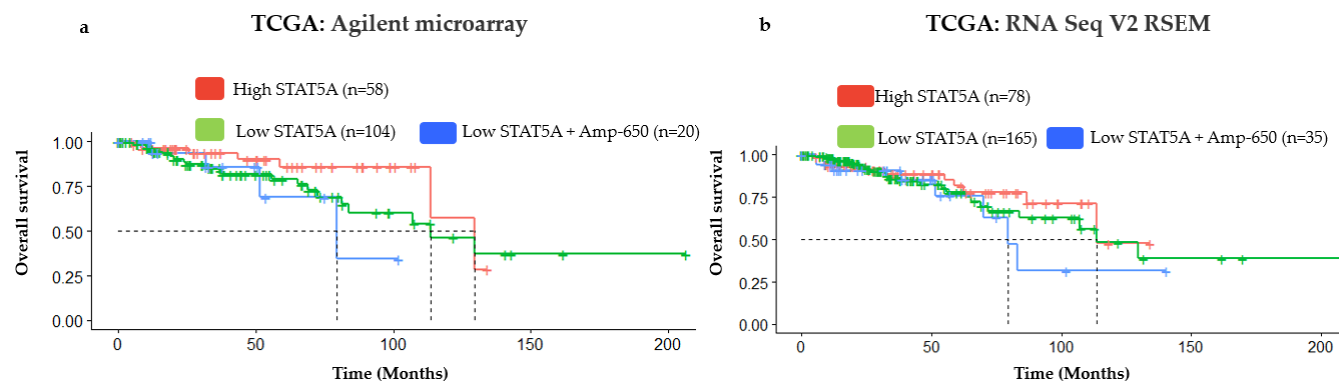 a
TCGA: Agilent microarray
High STAT5A (n=58)
Low STAT5A (n=104)
Low STAT5A + Amp-650 (n=20)
Overall survival
1.00
0.75
0.50
0.25
0.00
0
50
100
150
200
Time (Months)
b
TCGA: RNA Seq V2 RSEM
High STAT5A (n=78)
Low STAT5A (n=165)
Low STAT5A + Amp-650 (n=35)
Overall survival
1.00
0.75
0.50
0.25
0.00
0
50
100
150
200
Time (Months)